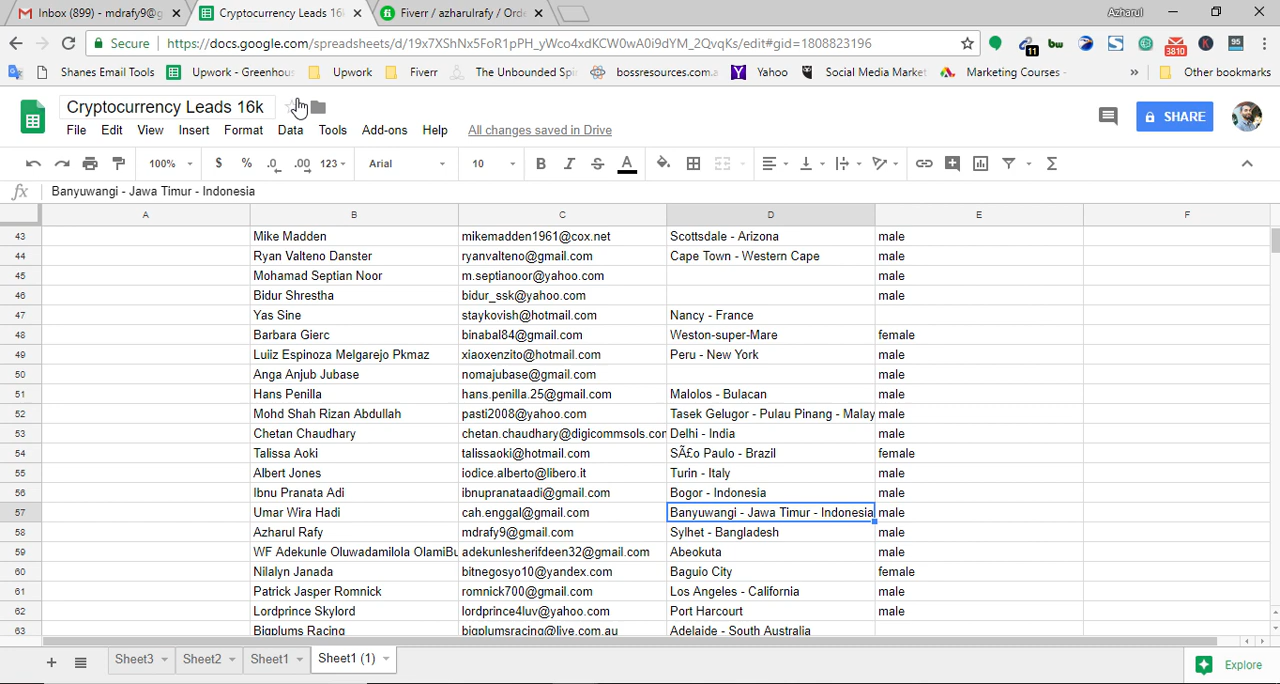 Inbox (899) - mdrafy9@g
Cryptocurrency Leads 16k
Fiverr / azharulrafy / Orde
Azharul
Secure https://docs.google.com/spreadsheets/d/19x7XShNx5FoR1pPH_yWco4xdKCW0wA0i9dYM_2QvqKs/edit#gid=1808823196
11
bw
3810
95
Shanes Email Tools
Upwork - greenhous
Upwork
Fiverr
The Unbounded Spi
bossresources.com.a
Yahoo
Social Media Market
Marketing Courses -
»
Other bookmarks
Cryptocurrency Leads 16k
File Edit View Insert Format Data Tools Add-ons Help All changes saved in Drive
SHARE
100% $ % .0 .00 123 Arial 10 B I S A Σ
fx Banyuwangi - Jawa Timur - Indonesia
A B C D E F
43 Mike Madden mikemadden1961@cox.net Scottsdale - Arizona male
44 Ryan Valteno Danster ryanvalteno@gmail.com Cape Town - Western Cape male
45 Mohamad Septian Noor m.septianoor@yahoo.com male
46 Bidur Shrestha bidur_ssk@yahoo.com male
47 Yas Sine staykovish@hotmail.com Nancy - France
48 Barbara Gierc binabal84@gmail.com Weston-super-Mare female
49 Luiiz Espinoza Melgarejo Pkmaz xiaoxenzito@hotmail.com Peru - New York male
50 Anga Anjub Jubase nomajubase@gmail.com male
51 Hans Penilla hans.penilla.25@gmail.com Malolos - Bulacan male
52 Mohd Shah Rizan Abdullah pasti2008@yahoo.com Tasek Gelugor - Pulau Pinang - Malay male
53 Chetan Chaudhary chetan.chaudhary@digicommsols.con Delhi - India male
54 Talissa Aoki talissaoki@hotmail.com SÃ£o Paulo - Brazil female
55 Albert Jones iodice.alberto@libero.it Turin - Italy male
56 Ibnu Pranata Adi ibnupranataadi@gmail.com Bogor - Indonesia male
57 Umar Wira Hadi cah.enggal@gmail.com Banyuwangi - Jawa Timur - Indonesia male
58 Azharul Rafy mdrafy9@gmail.com Sylhet - Bangladesh male
59 WF Adekunle Oluwadamilola OlamiBu adekunlesherifdeen32@gmail.com Abeokuta male
60 Nilalyn Janada bitnegosyo10@yandex.com Baguio City female
61 Patrick Jasper Romnick romnick700@gmail.com Los Angeles - California male
62 Lordprince Skylord lordprince4luv@yahoo.com Port Harcourt male
63 Bigplums Racing bigplumsracing@live.com.au Adelaide - South Australia
Sheet3 Sheet2 Sheet1 Sheet1 (1)
Explore